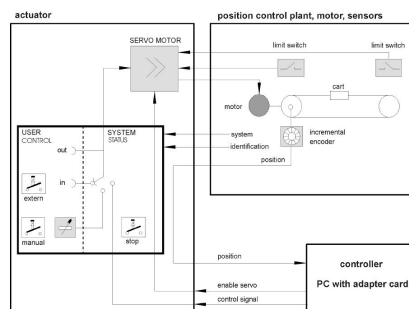 actuator
position control plant, motor, sensors
SERVO MOTOR
limit switch
limit switch
cart
motor
incremental
encoder
USER
CONTROL
SYSTEM
STATUS
out
in
extern
manual
stop
system
identification
position
position
controller
PC with adapter card
enable servo
control signal